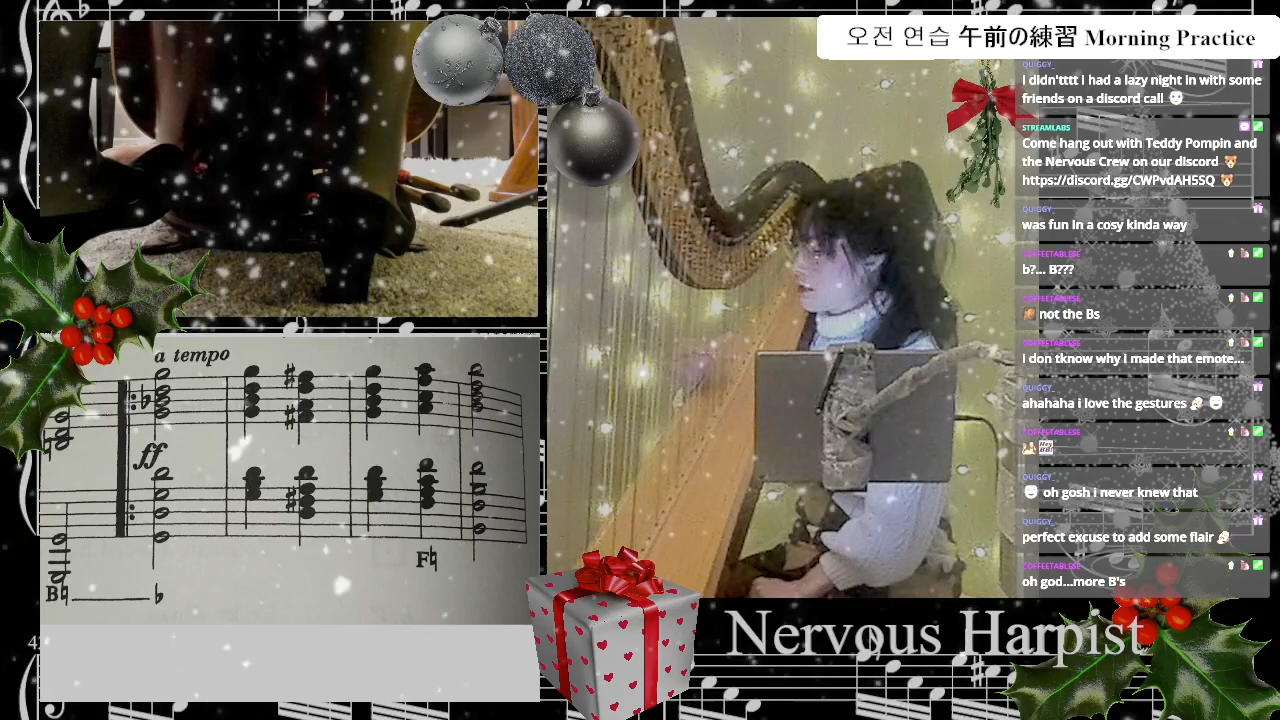 오전 연습 午前の練習 Morning Practice
QUIGGY_
I didn'tttt I had a lazy night in with some
friends on a discord call
STREAMLABS
Come hang out with Teddy Pompin and
the Nervous Crew on our discord
https://discord.gg/CWPvdAH5SQ
QUIGGY_
was fun in a cosy kinda way
COFFEETABLESE
b?... B???
COFFEETABLESE
not the Bs
COFFEETABLESE
I don tknow why I made that emote...
QUIGGY_
ahahaha i love the gestures
COFFEETABLESE
QUIGGY_
oh gosh i never knew that
QUIGGY_
perfect excuse to add some flair
COFFEETABLESE
oh god...more B's
a tempo
ff
F♮
B♮ ♭
Nervous Harpist